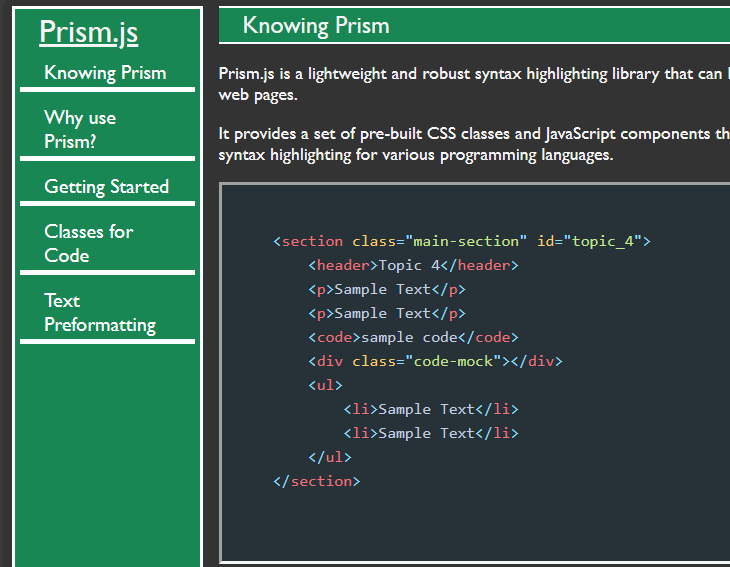 Prism.js
Knowing Prism
Why use
Prism?
Getting Started
Classes for
Code
Text
Preformatting
Knowing Prism
Prism.js is a lightweight and robust syntax highlighting library that can
web pages.
It provides a set of pre-built CSS classes and JavaScript components
syntax highlighting for various programming languages.
<section class="main-section" id="topic_4">
    <header>Topic 4</header>
    <p>Sample Text</p>
    <p>Sample Text</p>
    <code>sample code</code>
    <div class="code-mock"></div>
    <ul>
        <li>Sample Text</li>
        <li>Sample Text</li>
    </ul>
</section>